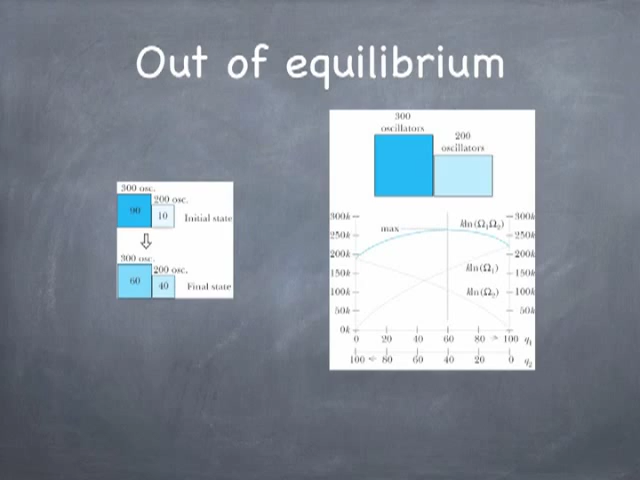 Out of equilibrium
300 osc.
200 osc.
90
10
Initial state
300 osc.
200 osc.
60
40
Final state
300
oscillators
200
oscillators
300k
300k
max
kln(Ω₁Ω₂)
250k
250k
200k
200k
kln(Ω₁)
150k
150k
100k
kln(Ω₂)
100k
50k
50k
0k
0 20 40 60 80 100 q₁
100 80 60 40 20 0 q₂